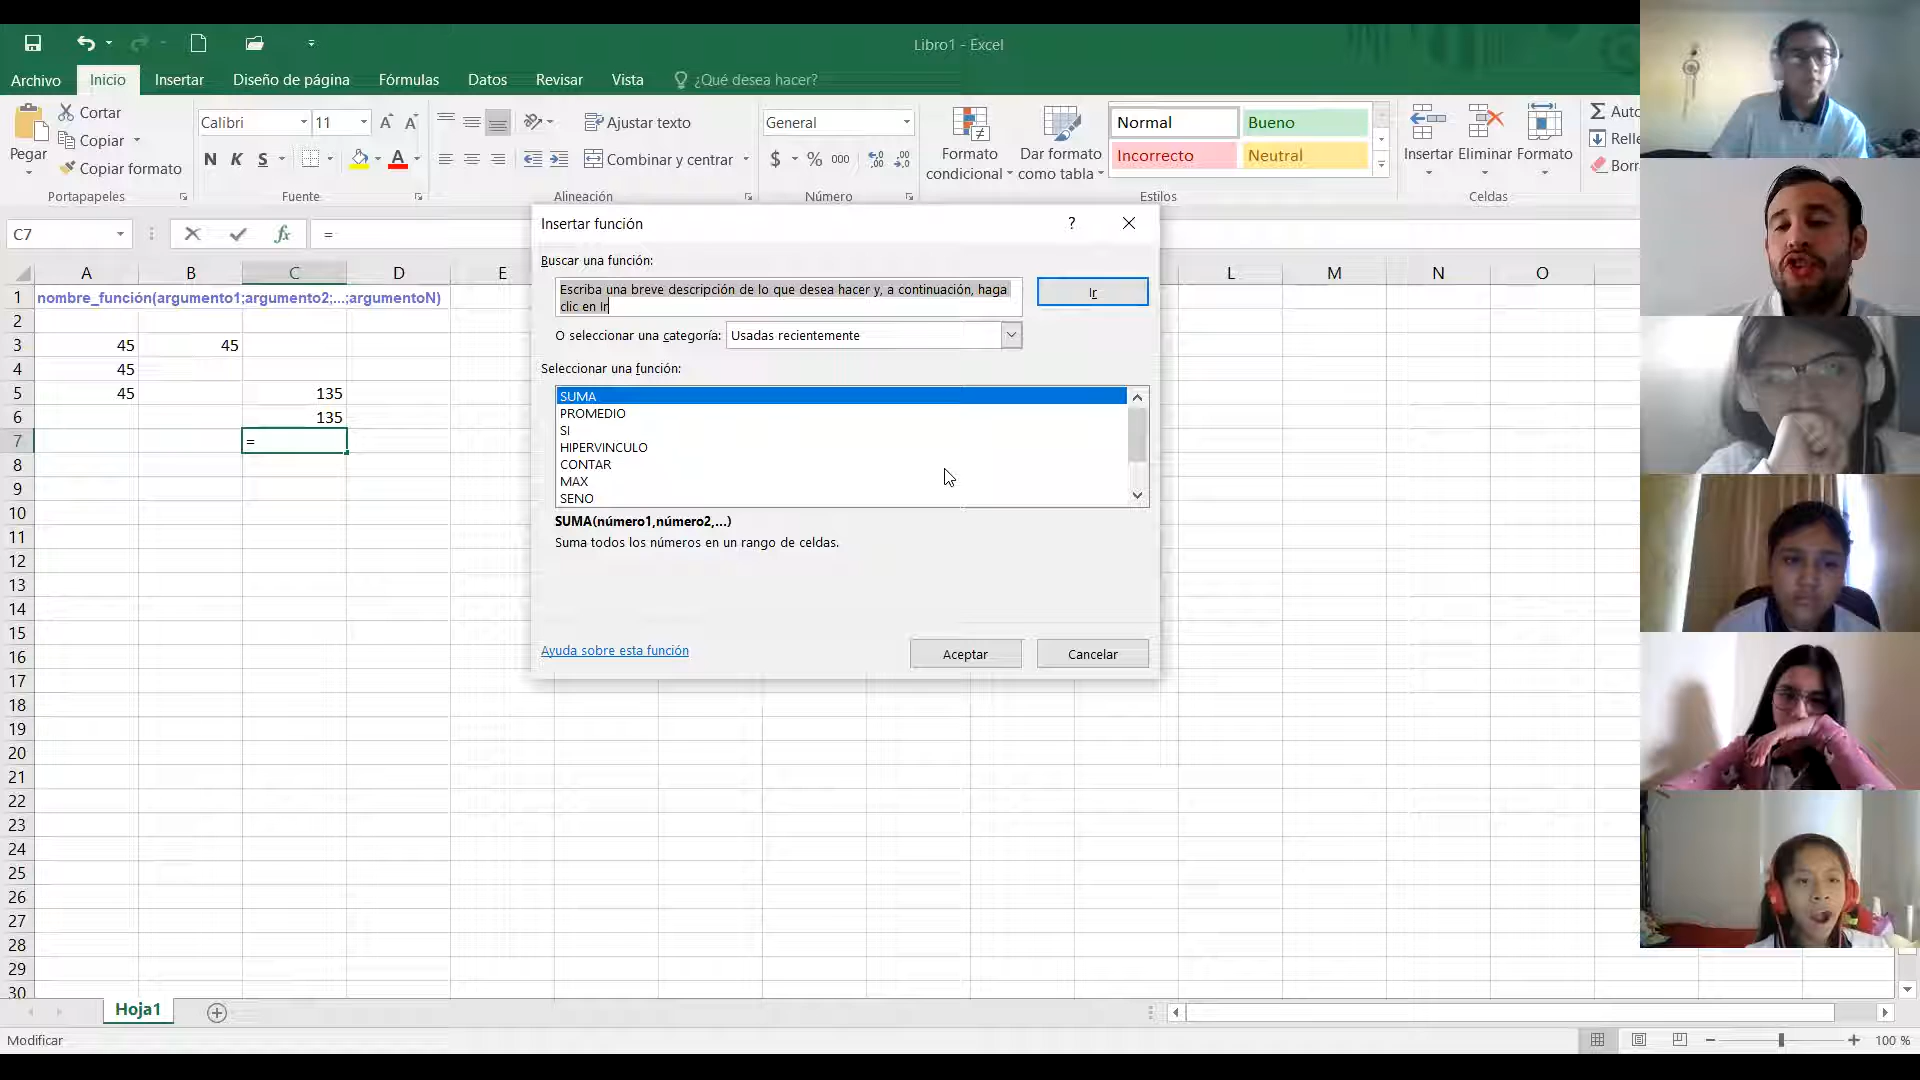 Libro1 - Excel
Archivo Inicio Insertar Diseño de página Fórmulas Datos Revisar Vista ¿Qué desea hacer?
Pegar
Cortar
Copiar
Copiar formato
Portapapeles
Calibri 11
N K S
Fuente
Ajustar texto
Combinar y centrar
Alineación
General
$ % 000
Número
Formato condicional
Dar formato como tabla
Normal Bueno
Incorrecto Neutral
Estilos
Insertar Eliminar Formato
Celdas
Auto
Relle
Borr
C7 fx =
A B C D E L M N O
1 nombre_función(argumento1;argumento2;...;argumentoN)
2
3 45 45
4 45
5 45 135
6 135
7 =
8
9
10
11
12
13
14
15
16
17
18
19
20
21
22
23
24
25
26
27
28
29
30
Insertar función ?
Buscar una función:
Escriba una breve descripción de lo que desea hacer y, a continuación, haga
clic en Ir
Ir
O seleccionar una categoría: Usadas recientemente
Seleccionar una función:
SUMA
PROMEDIO
SI
HIPERVINCULO
CONTAR
MAX
SENO
SUMA(número1,número2,...)
Suma todos los números en un rango de celdas.
Ayuda sobre esta función
Aceptar Cancelar
Hoja1
Modificar
100 %